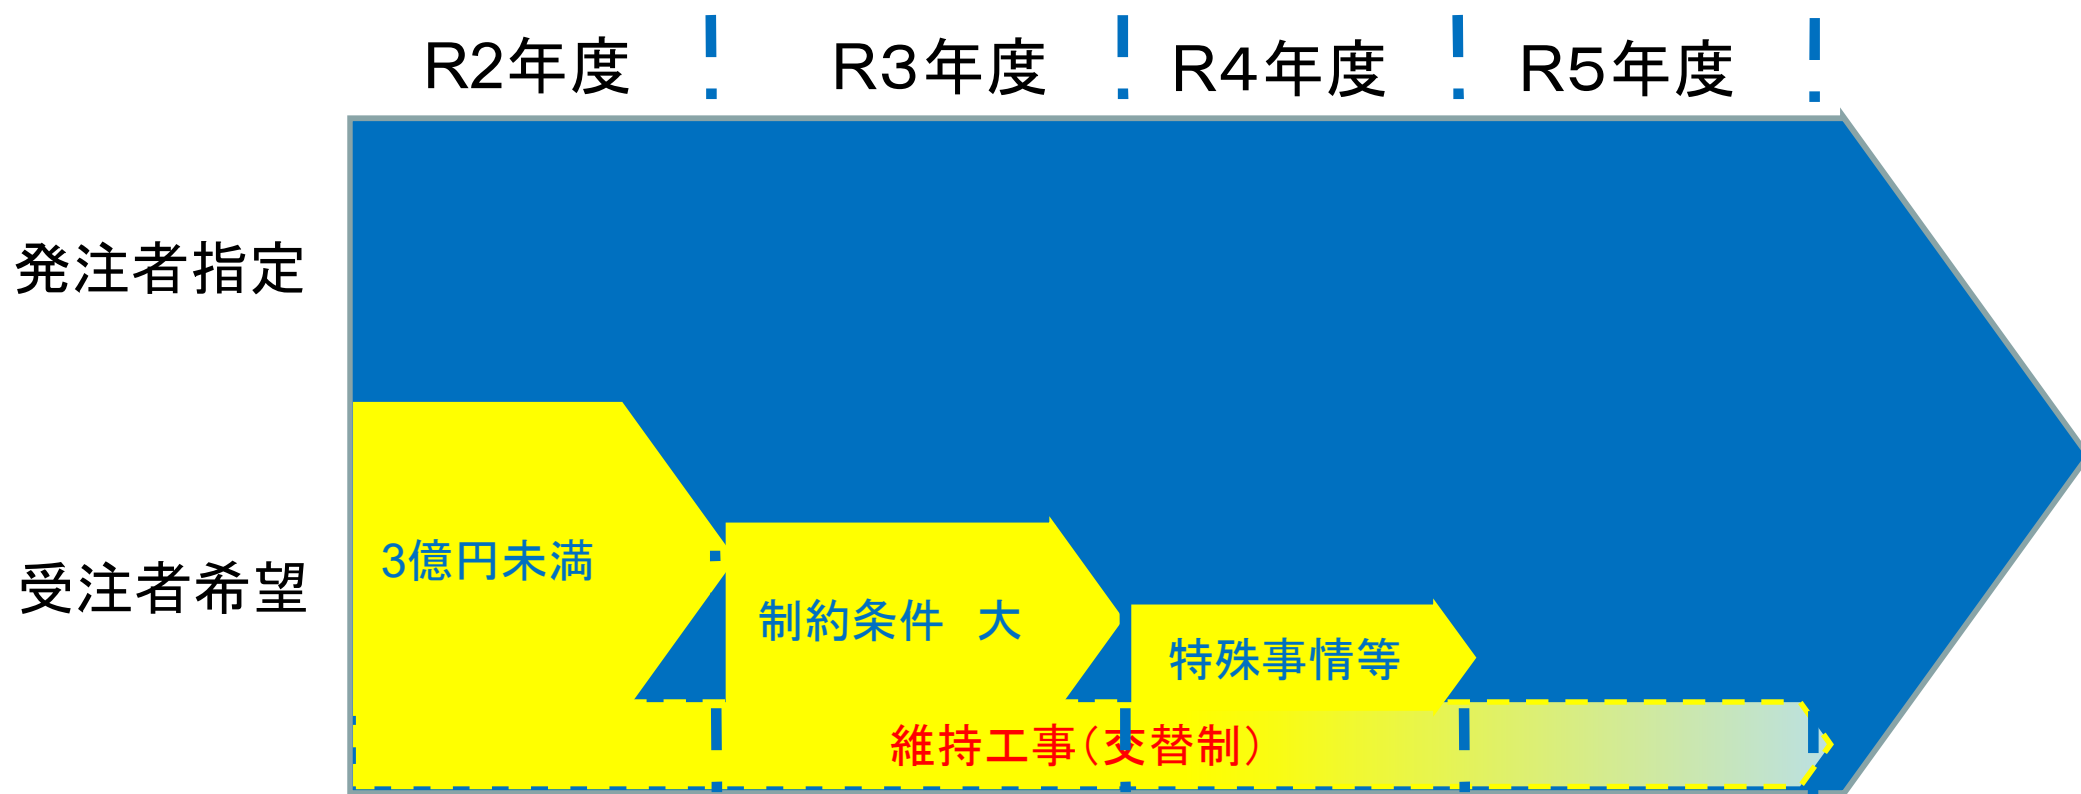 R2年度
R3年度
R4年度
R5年度
発注者指定
受注者希望
3億円未満
制約条件　大
特殊事情等
維持工事（交替制）